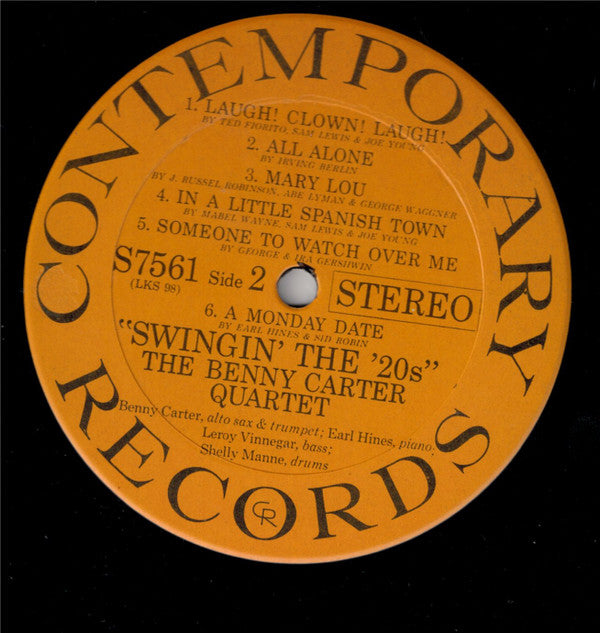 CONTEMPORARY
1. LAUGH! CLOWN! LAUGH!
BY TED FIORITO, SAM LEWIS & JOE YOUNG
2. ALL ALONE
BY IRVING BERLIN
3. MARY LOU
BY J. RUSSEL ROBINSON, ABE LYMAN & GEORGE WAGGNER
4. IN A LITTLE SPANISH TOWN
BY MABEL WAYNE, SAM LEWIS & JOE YOUNG
5. SOMEONE TO WATCH OVER ME
BY GEORGE & IRA GERSHWIN
S7561 Side 2 STEREO
(LKS 98)
6. A MONDAY DATE
BY EARL HINES & SID ROBIN
"SWINGIN' THE '20s"
THE BENNY CARTER
QUARTET
Benny Carter, alto sax & trumpet; Earl Hines, piano;
Leroy Vinnegar, bass;
Shelly Manne, drums
CR
RECORDS